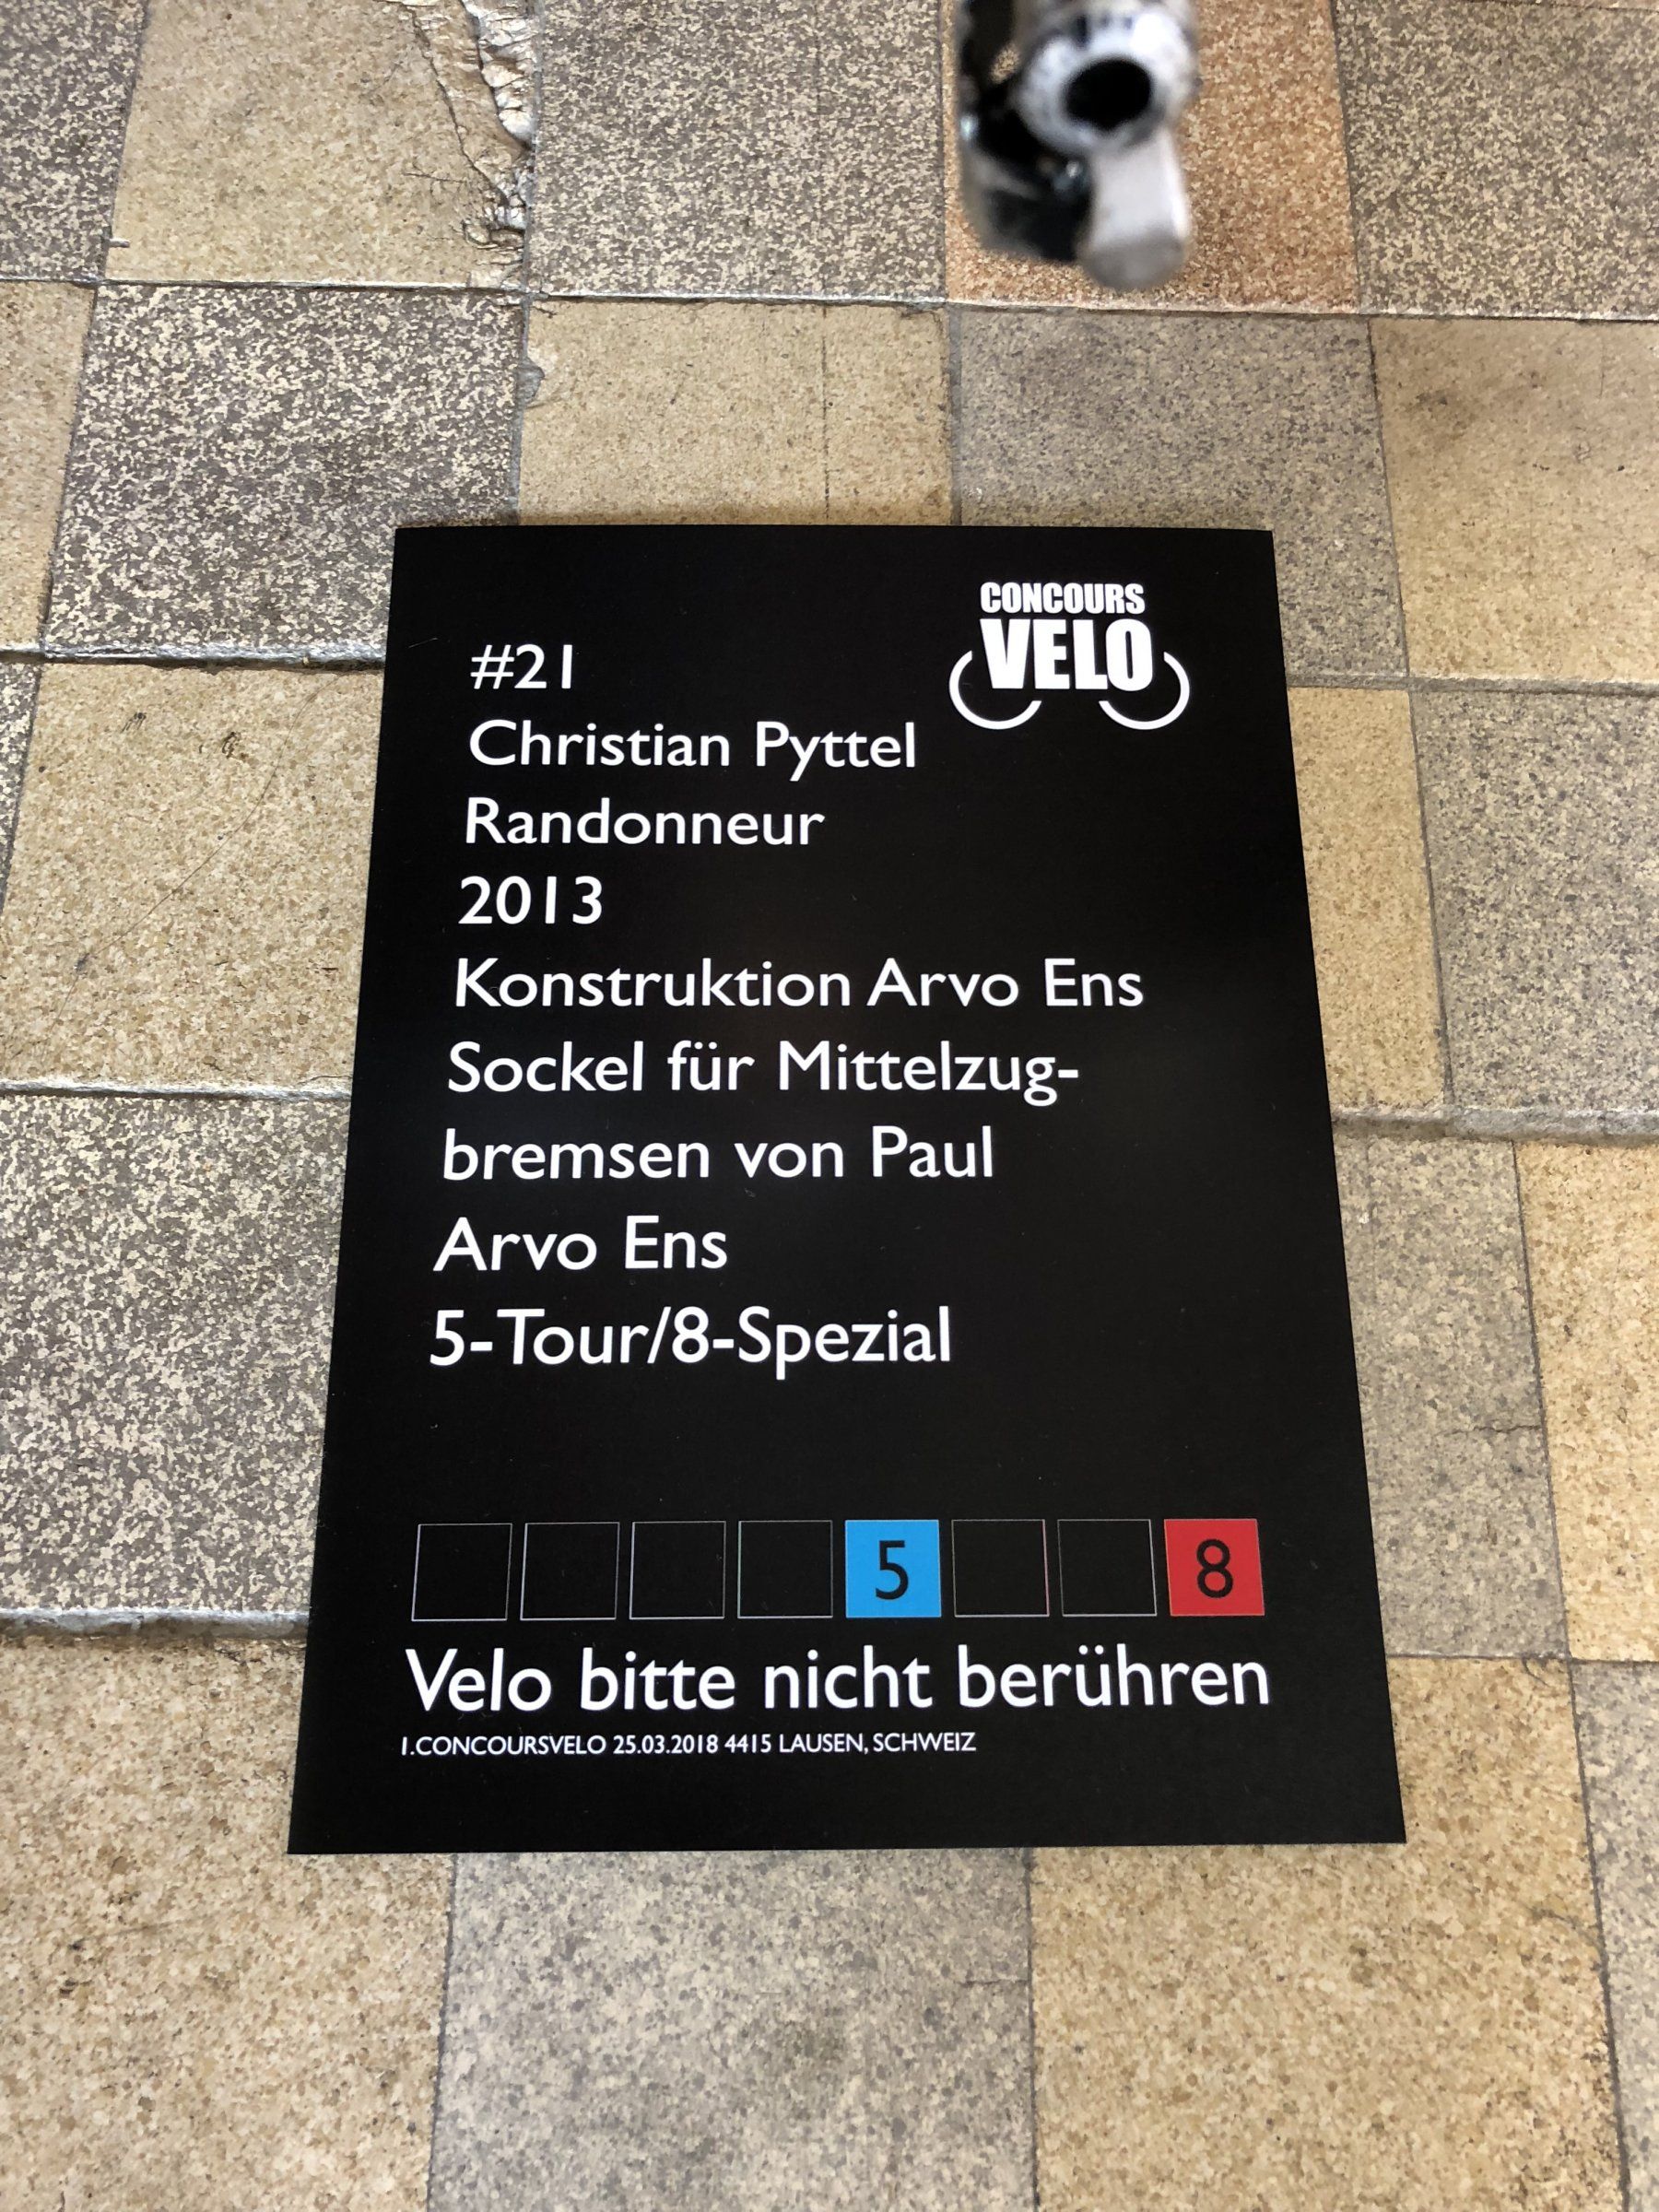 CONCOURS
VELO
#21
Christian Pyttel
Randonneur
2013
Konstruktion Arvo Ens
Sockel für Mittelzug-
bremsen von Paul
Arvo Ens
5-Tour/8-Spezial
5 8
Velo bitte nicht berühren
1.CONCOURSVELO 25.03.2018 4415 LAUSEN, SCHWEIZ